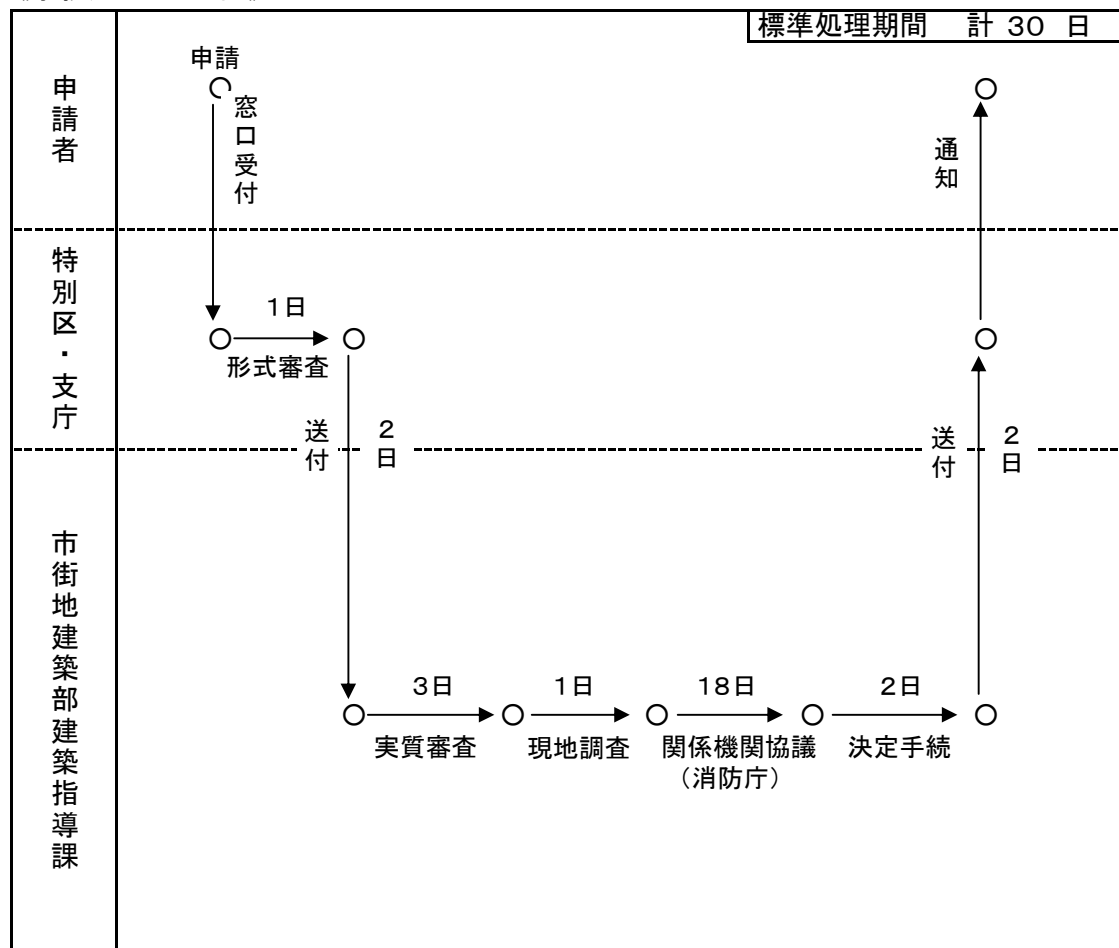 標準処理期間 計 30 日
申請者
申請
窓口受付
通知
特別区・支庁
1日
形式審査
送付
2日
送付
2日
市街地建築部建築指導課
3日
1日
18日
2日
実質審査
現地調査
関係機関協議
(消防庁)
決定手続